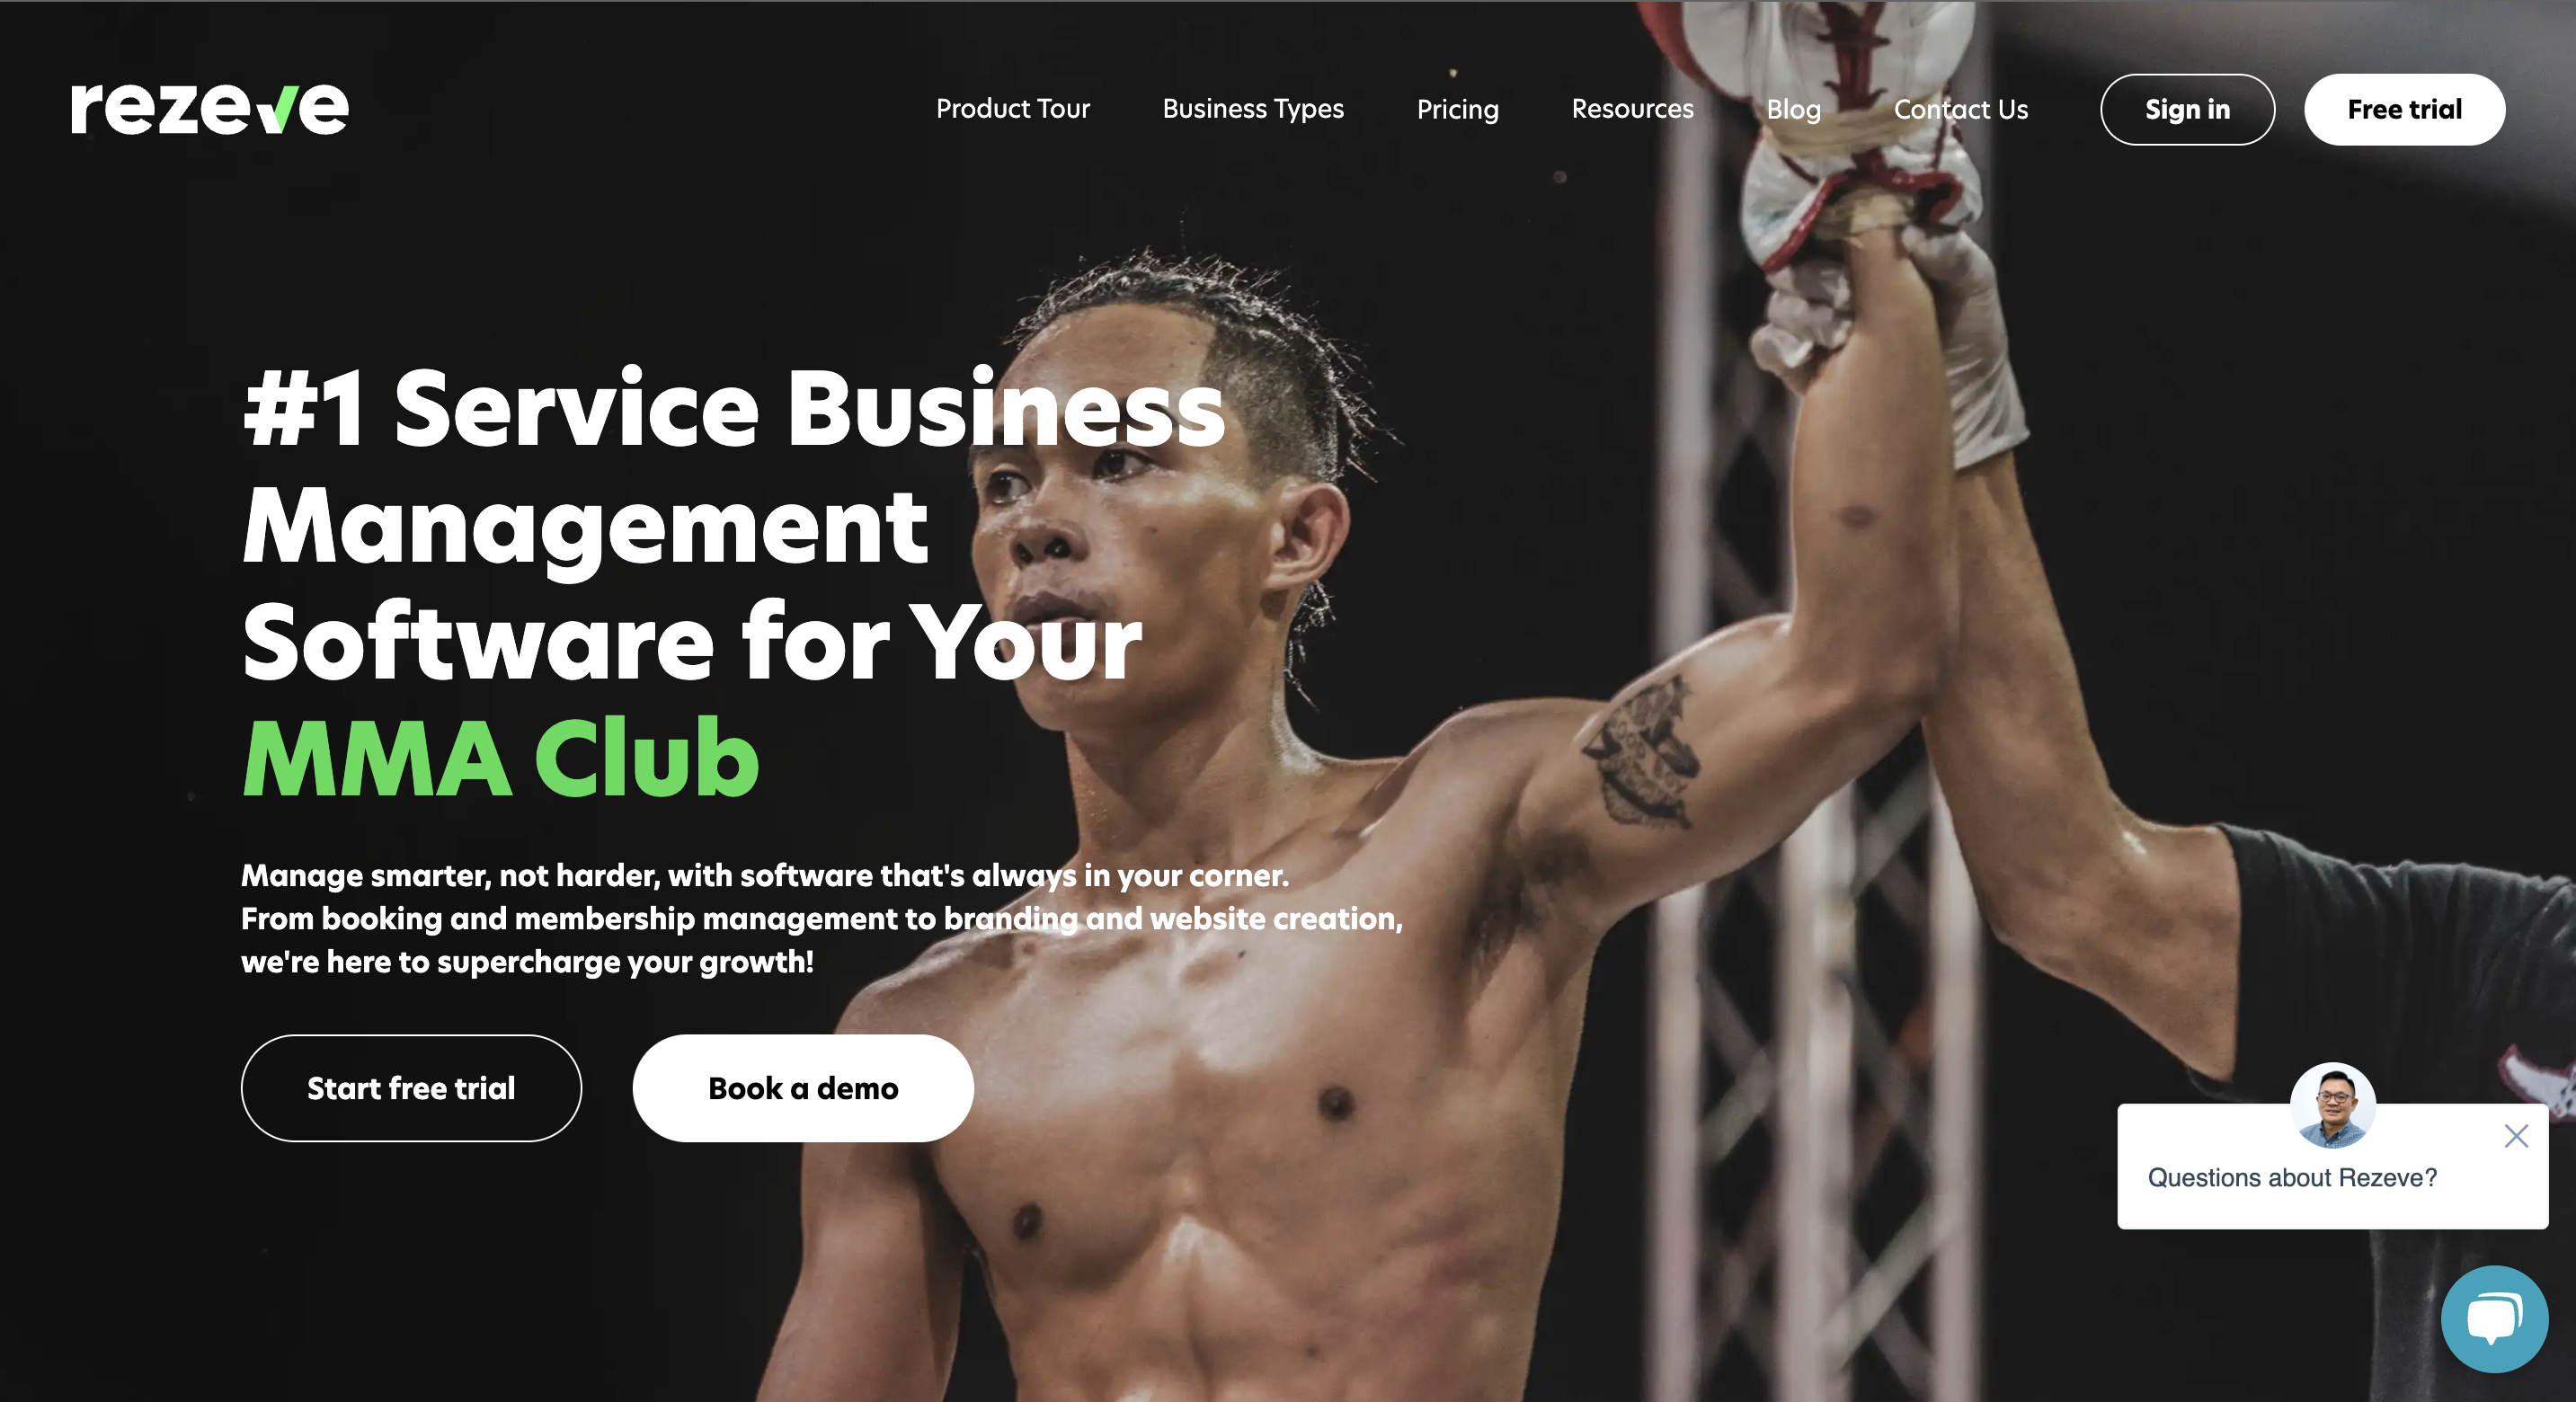 rezeve
Product Tour
Business Types
Pricing
Resources
Blog
Contact Us
Sign in
Free trial
#1 Service Business
Management
Software for Your
MMA Club
Manage smarter, not harder, with software that's always in your corner.
From booking and membership management to branding and website creation,
we're here to supercharge your growth!
Start free trial
Book a demo
Questions about Rezeve?